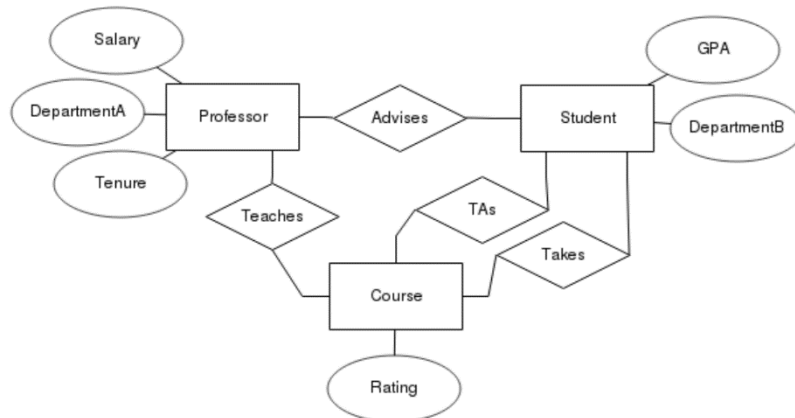 Salary
GPA
DepartmentA
Professor
Advises
Student
DepartmentB
Tenure
Teaches
TAs
Takes
Course
Rating